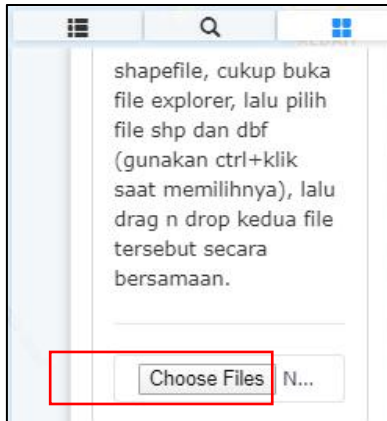 shapefile, cukup buka
file explorer, lalu pilih
file shp dan dbf
(gunakan ctrl+klik
saat memilihnya), lalu
drag n drop kedua file
tersebut secara
bersamaan.
Choose Files N...